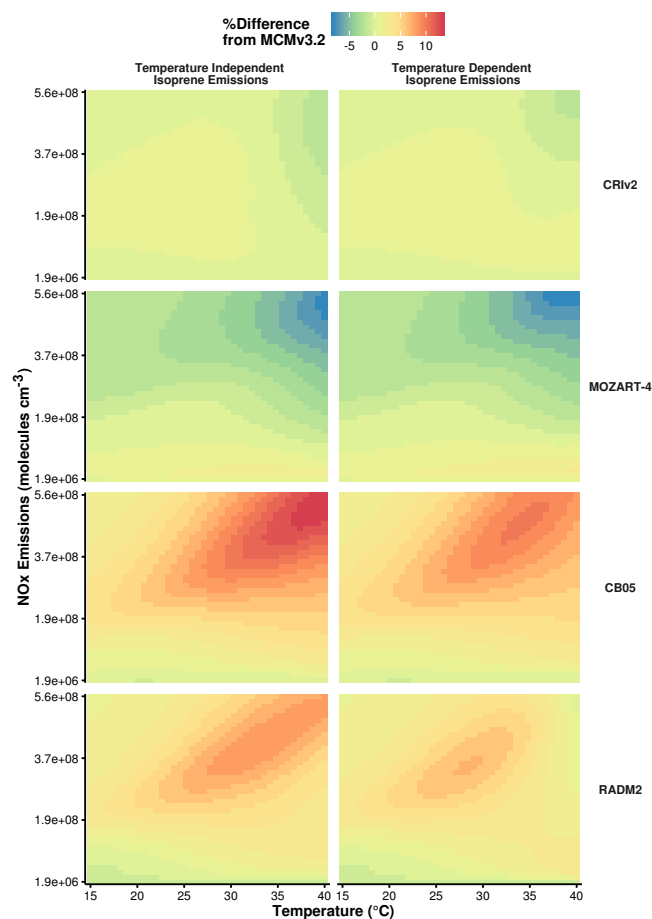 %Difference
from MCMv3.2
-5 0 5 10
Temperature Independent
Isoprene Emissions
Temperature Dependent
Isoprene Emissions
5.6e+08
3.7e+08
1.9e+08
1.9e+06
CRIv2
5.6e+08
3.7e+08
1.9e+08
1.9e+06
MOZART-4
5.6e+08
3.7e+08
1.9e+08
1.9e+06
CB05
5.6e+08
3.7e+08
1.9e+08
1.9e+06
RADM2
NOx Emissions (molecules cm⁻³)
15 20 25 30 35 40 15 20 25 30 35 40
Temperature (°C)